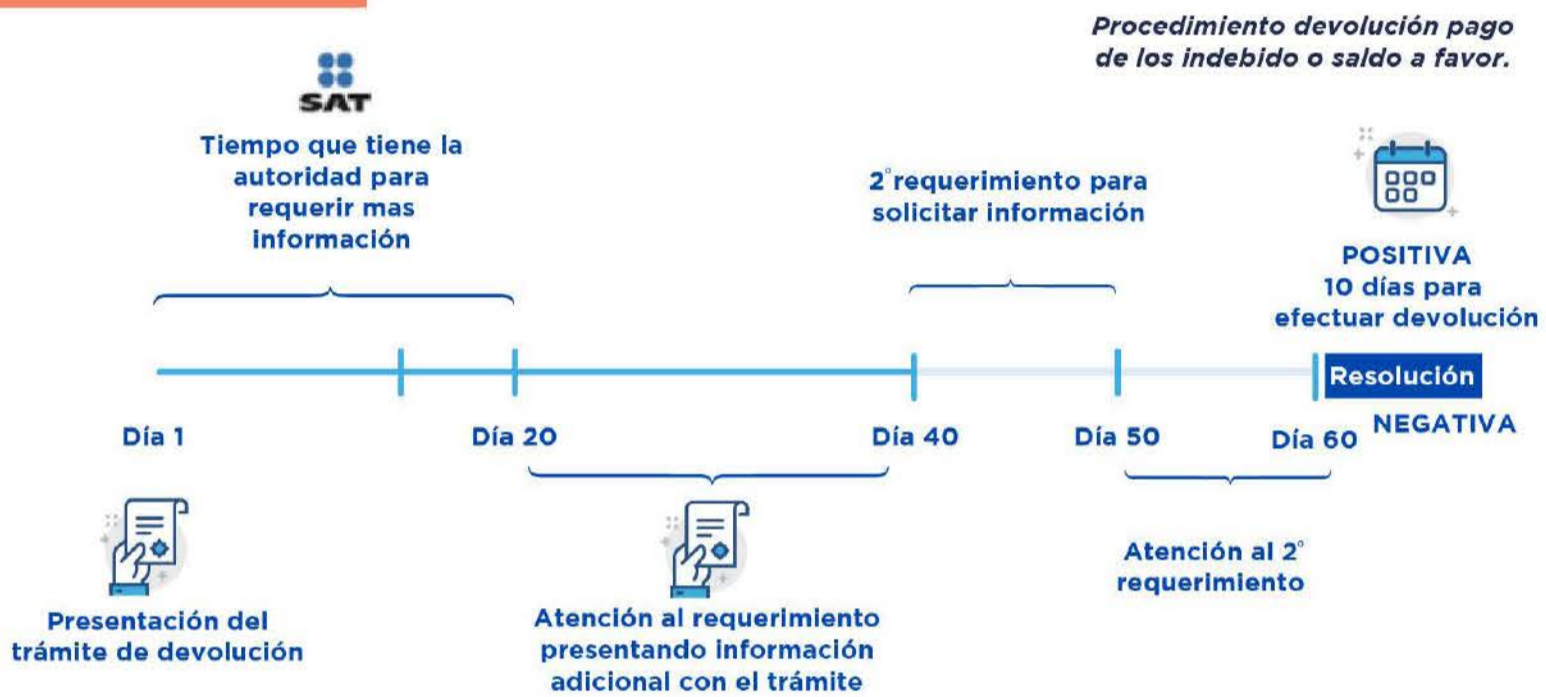 Procedimiento devolución pago
de los indebido o saldo a favor.
SAT
Tiempo que tiene la
autoridad para
requerir mas
información
2°requerimiento para
solicitar información
POSITIVA
10 días para
efectuar devolución
Resolución
NEGATIVA
Día 1
Día 20
Día 40
Día 50
Día 60
Presentación del
trámite de devolución
Atención al requerimiento
presentando información
adicional con el trámite
Atención al 2°
requerimiento